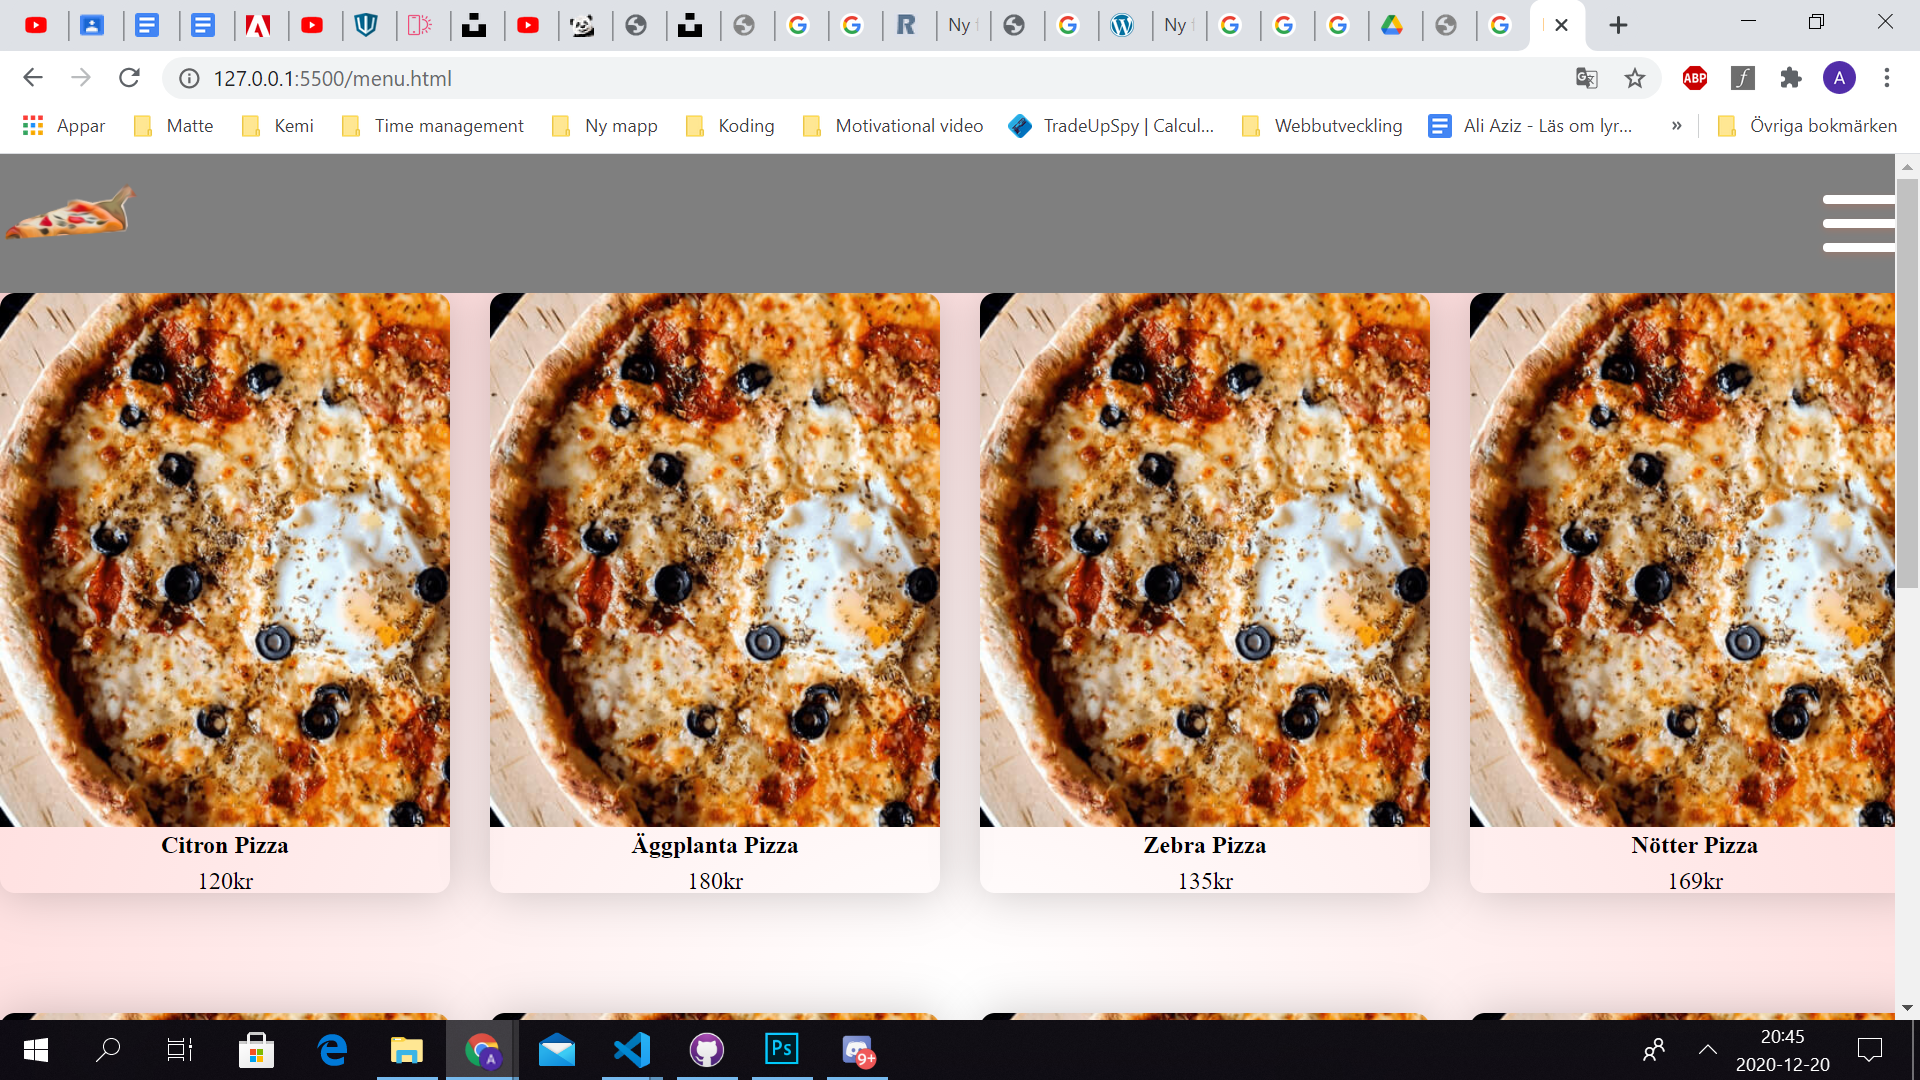 Ny
Ny
127.0.0.1:5500/menu.html
ABP
f
A
Appar
Matte
Kemi
Time management
Ny mapp
Koding
Motivational video
TradeUpSpy | Calcul...
Webbutveckling
Ali Aziz - Läs om lyr...
»
Övriga bokmärken
Citron Pizza
120kr
Äggplanta Pizza
180kr
Zebra Pizza
135kr
Nötter Pizza
169kr
A
Ps
9+
20:45
2020-12-20